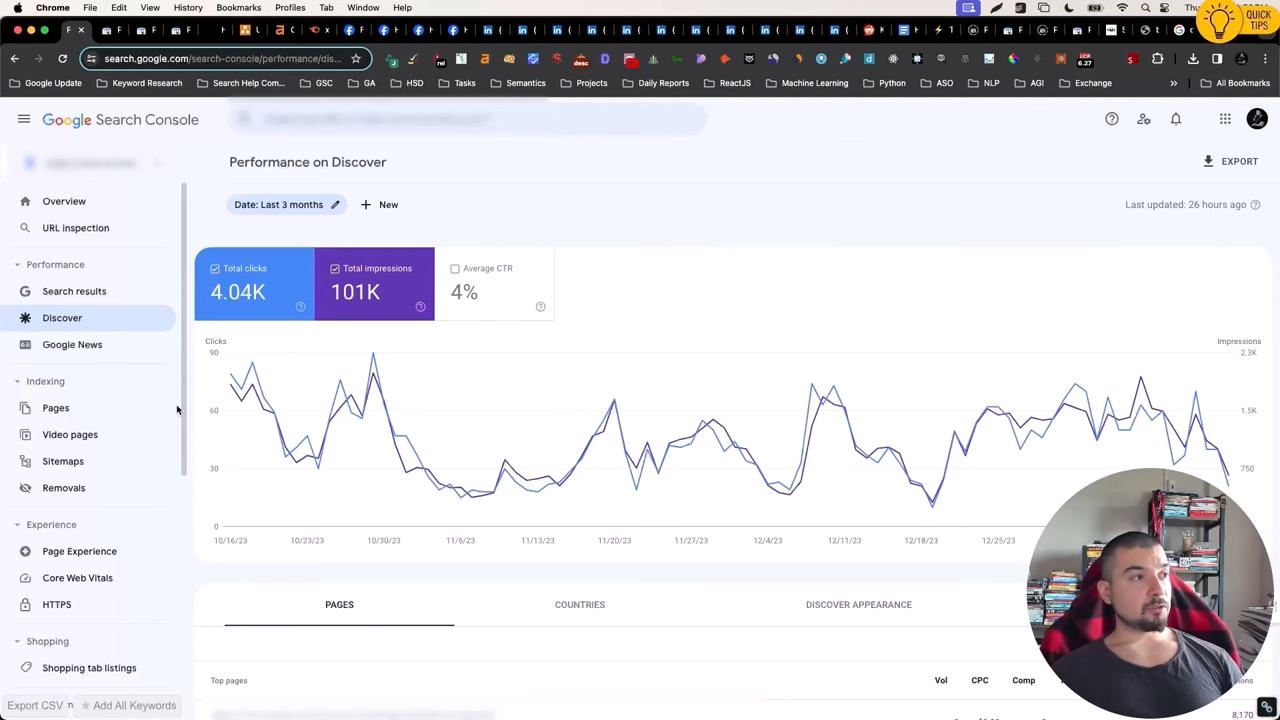 Chrome File Edit View History Bookmarks Profiles Tab Window Help
QUICK TIPS
search.google.com/search-console/performance/dis...
Google Update Keyword Research Search Help Com... GSC GA HSD Tasks Semantics Projects Daily Reports ReactJS Machine Learning Python ASO NLP AGI Exchange » All Bookmarks
Google Search Console
Performance on Discover
EXPORT
Date: Last 3 months
+ New
Last updated: 26 hours ago
Overview
URL inspection
Performance
Search results
Discover
Google News
Indexing
Pages
Video pages
Sitemaps
Removals
Experience
Page Experience
Core Web Vitals
HTTPS
Shopping
Shopping tab listings
Export CSV
Add All Keywords
Total clicks
4.04K
Total impressions
101K
Average CTR
4%
Clicks
Impressions
90
60
30
0
2.3K
1.5K
750
10/16/23 10/23/23 10/30/23 11/6/23 11/13/23 11/20/23 11/27/23 12/4/23 12/11/23 12/18/23 12/25/23
PAGES COUNTRIES DISCOVER APPEARANCE
Top pages Vol CPC Comp
8,170